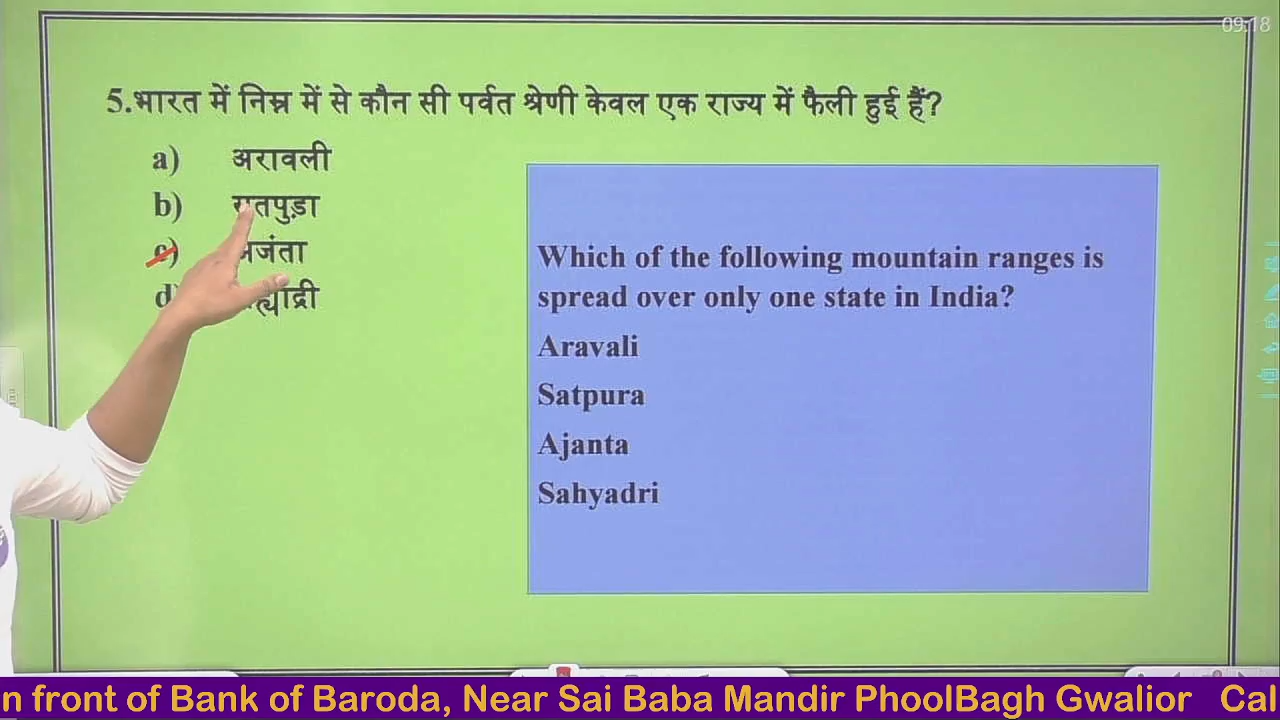 09:18
5.भारत में निम्न में से कौन सी पर्वत श्रेणी केवल एक राज्य में फैली हुई हैं?
a) अरावली
b)
c)
d)
Which of the following mountain ranges is
spread over only one state in India?
Aravali
Satpura
Ajanta
Sahyadri
n front of Bank of Baroda, Near Sai Baba Mandir PhoolBagh Gwalior Cal